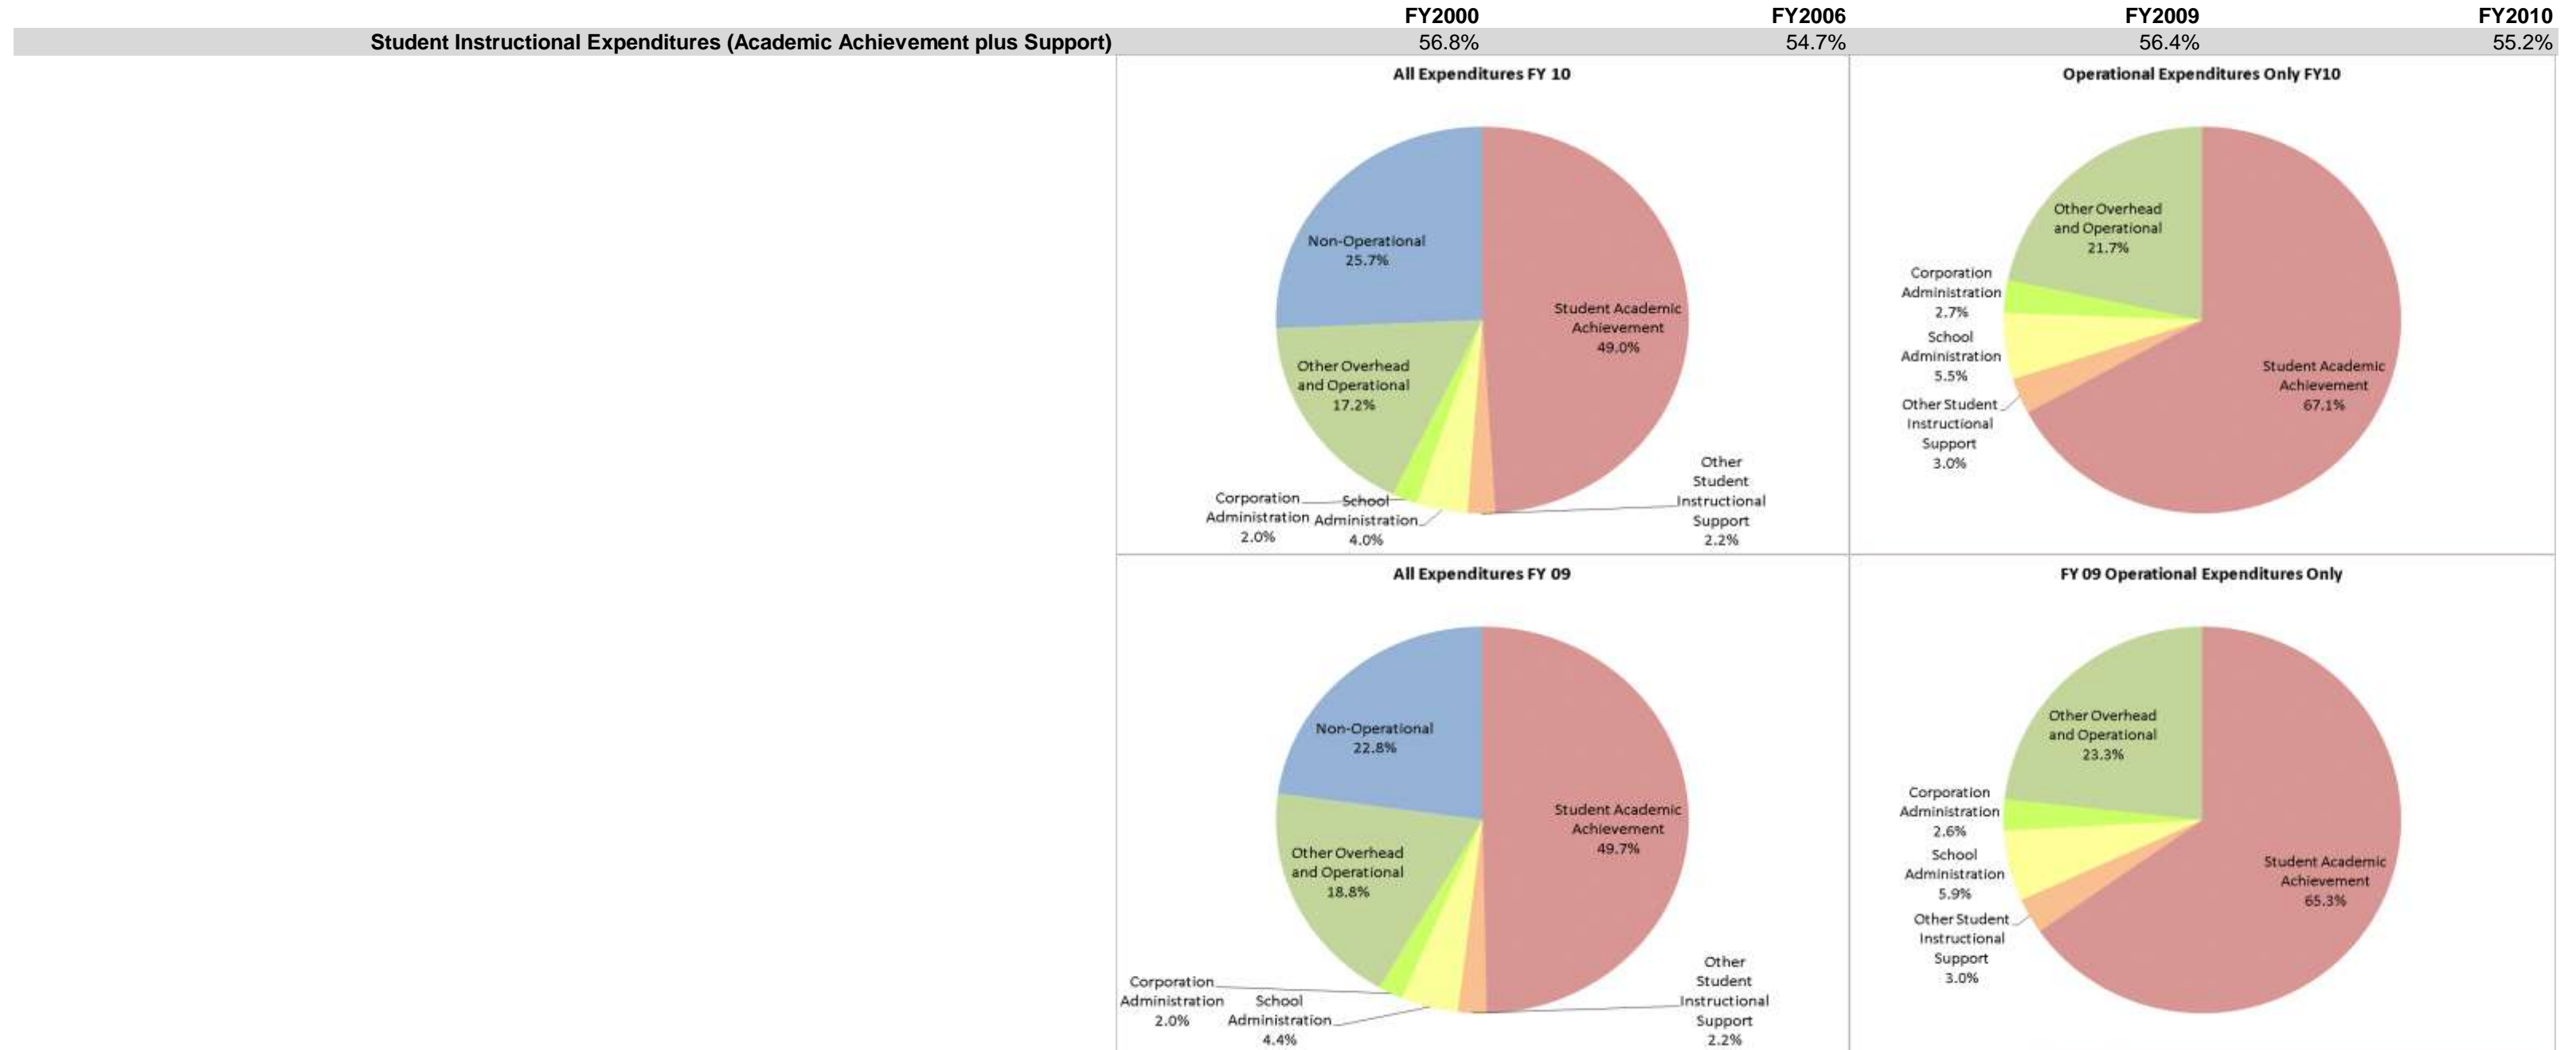 FY2000 FY2006 FY2009 FY2010
Student Instructional Expenditures (Academic Achievement plus Support) 56.8% 54.7% 56.4% 55.2%
All Expenditures FY 10
Non-Operational
25.7%
Student Academic
Achievement
49.0%
Other Overhead
and Operational
17.2%
Corporation
Administration
2.0%
School
Administration
4.0%
Other
Student
Instructional
Support
2.2%
Operational Expenditures Only FY10
Other Overhead
and Operational
21.7%
Corporation
Administration
2.7%
School
Administration
5.5%
Other Student
Instructional
Support
3.0%
Student Academic
Achievement
67.1%
All Expenditures FY 09
Non-Operational
22.8%
Student Academic
Achievement
49.7%
Other Overhead
and Operational
18.8%
Corporation
Administration
2.0%
School
Administration
4.4%
Other
Student
Instructional
Support
2.2%
FY 09 Operational Expenditures Only
Other Overhead
and Operational
23.3%
Corporation
Administration
2.6%
School
Administration
5.9%
Other Student
Instructional
Support
3.0%
Student Academic
Achievement
65.3%